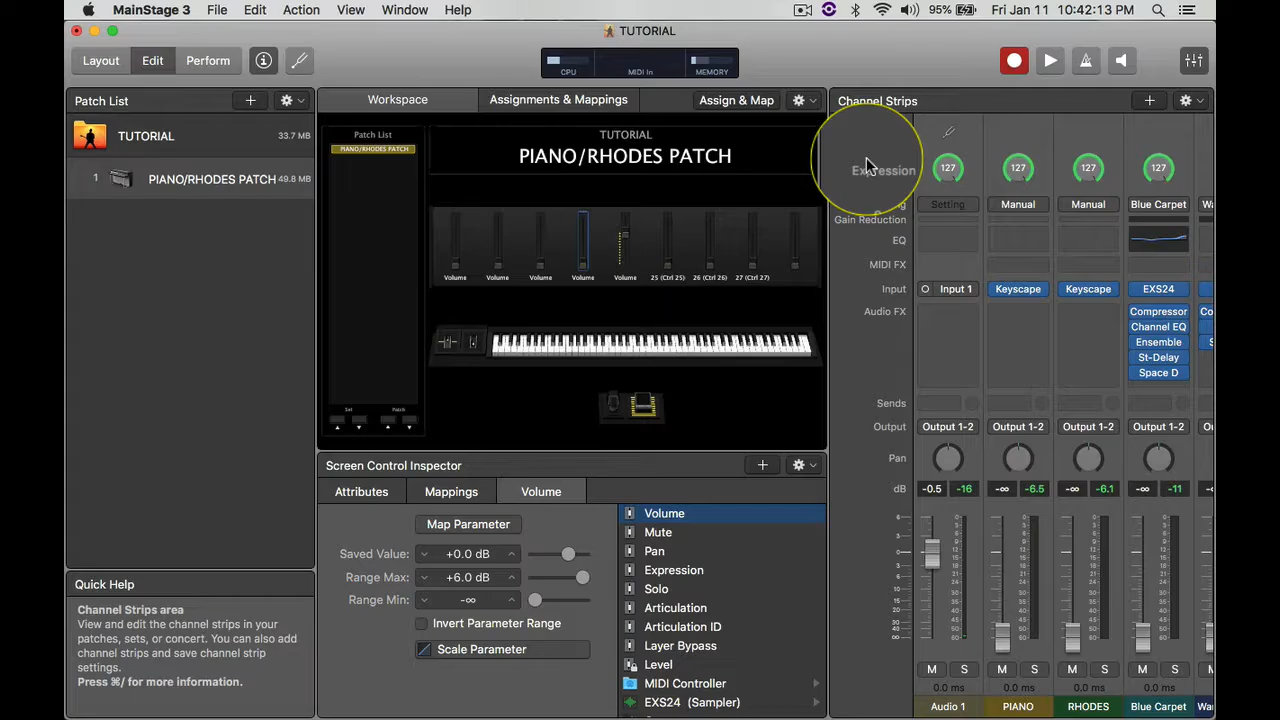 MainStage 3 File Edit Action View Window Help 95% Fri Jan 11 10:42:13 PM
TUTORIAL
Layout Edit Perform
CPU MIDI In MEMORY
Patch List
Workspace Assignments & Mappings Assign & Map
Channel Strips
TUTORIAL 33.7 MB
1 PIANO/RHODES PATCH 49.8 MB
Patch List
PIANO/RHODES PATCH
Set Patch
TUTORIAL
PIANO/RHODES PATCH
Volume Volume Volume Volume Volume 25 (Ctrl 25) 26 (Ctrl 26) 27 (Ctrl 27)
Expression 127 127 127 127
Setting Manual Manual Blue Carpet
Gain Reduction
EQ
MIDI FX
Input Input 1 Keyscape Keyscape EXS24
Audio FX Compressor
Channel EQ
Ensemble
St-Delay
Space D
Sends
Output Output 1-2 Output 1-2 Output 1-2 Output 1-2
Pan
dB -0.5 -16 -∞ -6.5 -∞ -6.1 -∞ -11
M S M S M S M S
0.0 ms 0.0 ms 0.0 ms 0.0 ms
Audio 1 PIANO RHODES Blue Carpet
Screen Control Inspector
Attributes Mappings Volume
Map Parameter
Saved Value: +0.0 dB
Range Max: +6.0 dB
Range Min: -∞
Invert Parameter Range
Scale Parameter
Volume
Mute
Pan
Expression
Solo
Articulation
Articulation ID
Layer Bypass
Level
MIDI Controller
EXS24 (Sampler)
Quick Help
Channel Strips area
View and edit the channel strips in your
patches, sets, or concert. You can also add
channel strips and save channel strip
settings.
Press ⌘/ for more information.